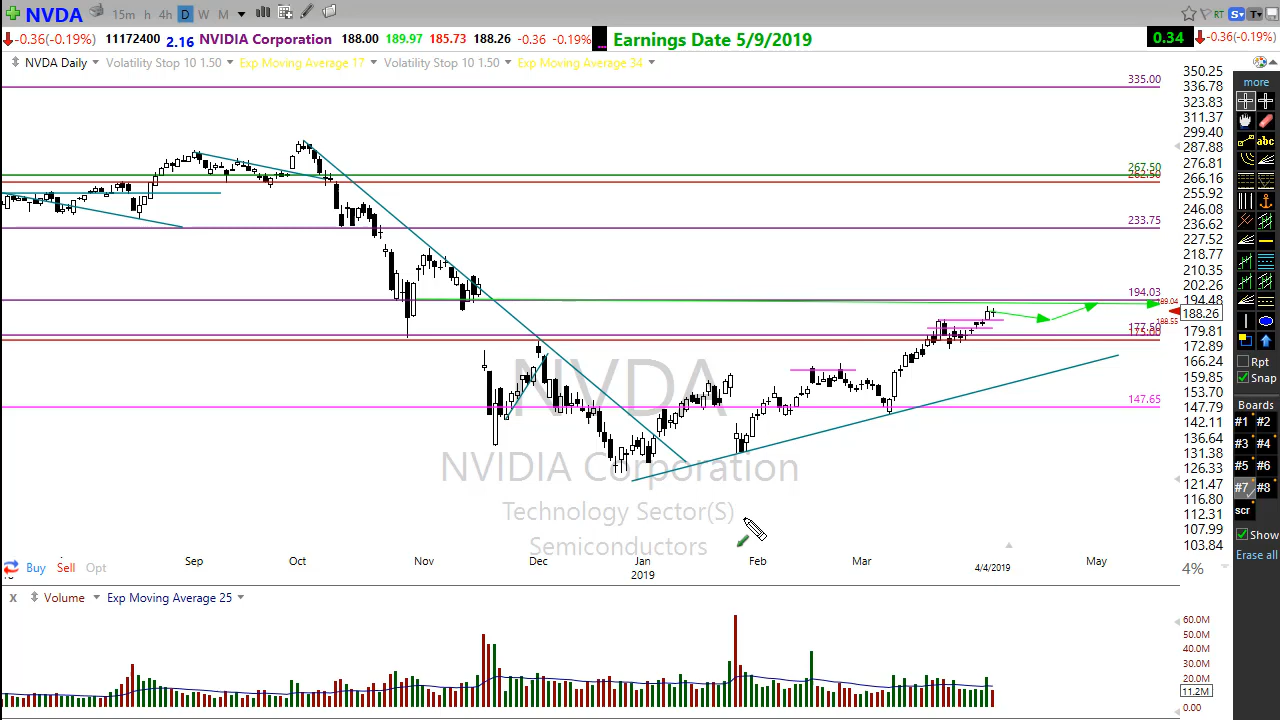 NVDA 15m h 4h D W M RT S T
-0.36(-0.19%) 11172400 2.16 NVIDIA Corporation 188.00 189.97 185.73 188.26 -0.36 -0.19% Earnings Date 5/9/2019 0.34 -0.36(-0.19%)
NVDA Daily Volatility Stop 10 1.50 Exp Moving Average 17 Volatility Stop 10 1.50 Exp Moving Average 34
335.00
267.50
262.50
233.75
194.03
189.04
188.55
177.50
175.00
147.65
NVDA
NVIDIA Corporation
Technology Sector(S)
Semiconductors
350.25
336.78
323.83
311.37
299.40
287.88
276.81
266.16
255.92
246.08
236.62
227.52
218.77
210.35
202.26
194.48
188.26
179.81
172.89
166.24
159.85
153.70
147.79
142.11
136.64
131.38
126.33
121.47
116.80
112.31
107.99
103.84
4%
more
abc
Rpt
Snap
Boards
#1 #2
#3 #4
#5 #6
#7 #8
scr
Show
Erase all
Sep Oct Nov Dec Jan Feb Mar 4/4/2019 May
2019
Buy Sell Opt
X Volume Exp Moving Average 25
60.0M
50.0M
40.0M
30.0M
20.0M
11.2M
0.00